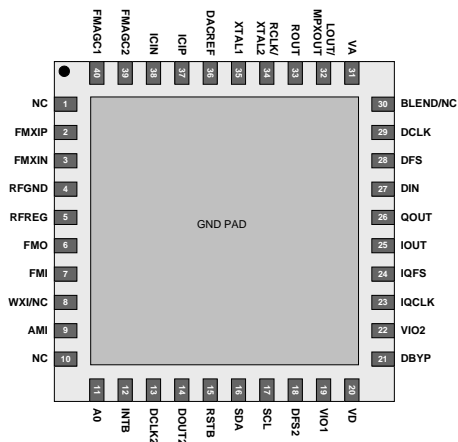 FMAGC1
FMAGC2
ICIN
ICIP
DACREF
XTAL1
RCLK/
XTAL2
ROUT
LOUT/
MPXOUT
VA
40 39 38 37 36 35 34 33 32 31
NC 1
FMXIP 2
FMXIN 3
RFGND 4
RFREG 5
FMO 6
FMI 7
WXI/NC 8
AMI 9
NC 10
GND PAD
30 BLEND/NC
29 DCLK
28 DFS
27 DIN
26 QOUT
25 IOUT
24 IQFS
23 IQCLK
22 VIO2
21 DBYP
11 12 13 14 15 16 17 18 19 20
A0
INTB
DCLK2
DOUT2
RSTB
SDA
SCL
DFS2
VIO1
VD